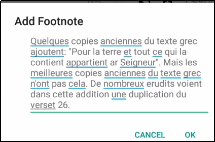 Add Footnote
Quelques copies anciennes du texte grec
ajoutent: "Pour la terre et tout ce qui la
contient appartient ar Seigneur". Mais les
meilleures copies anciennes du texte grec
n'ont pas cela. De nombreux erudits voient
dans cette addition une duplication du
verset 26.
CANCEL OK